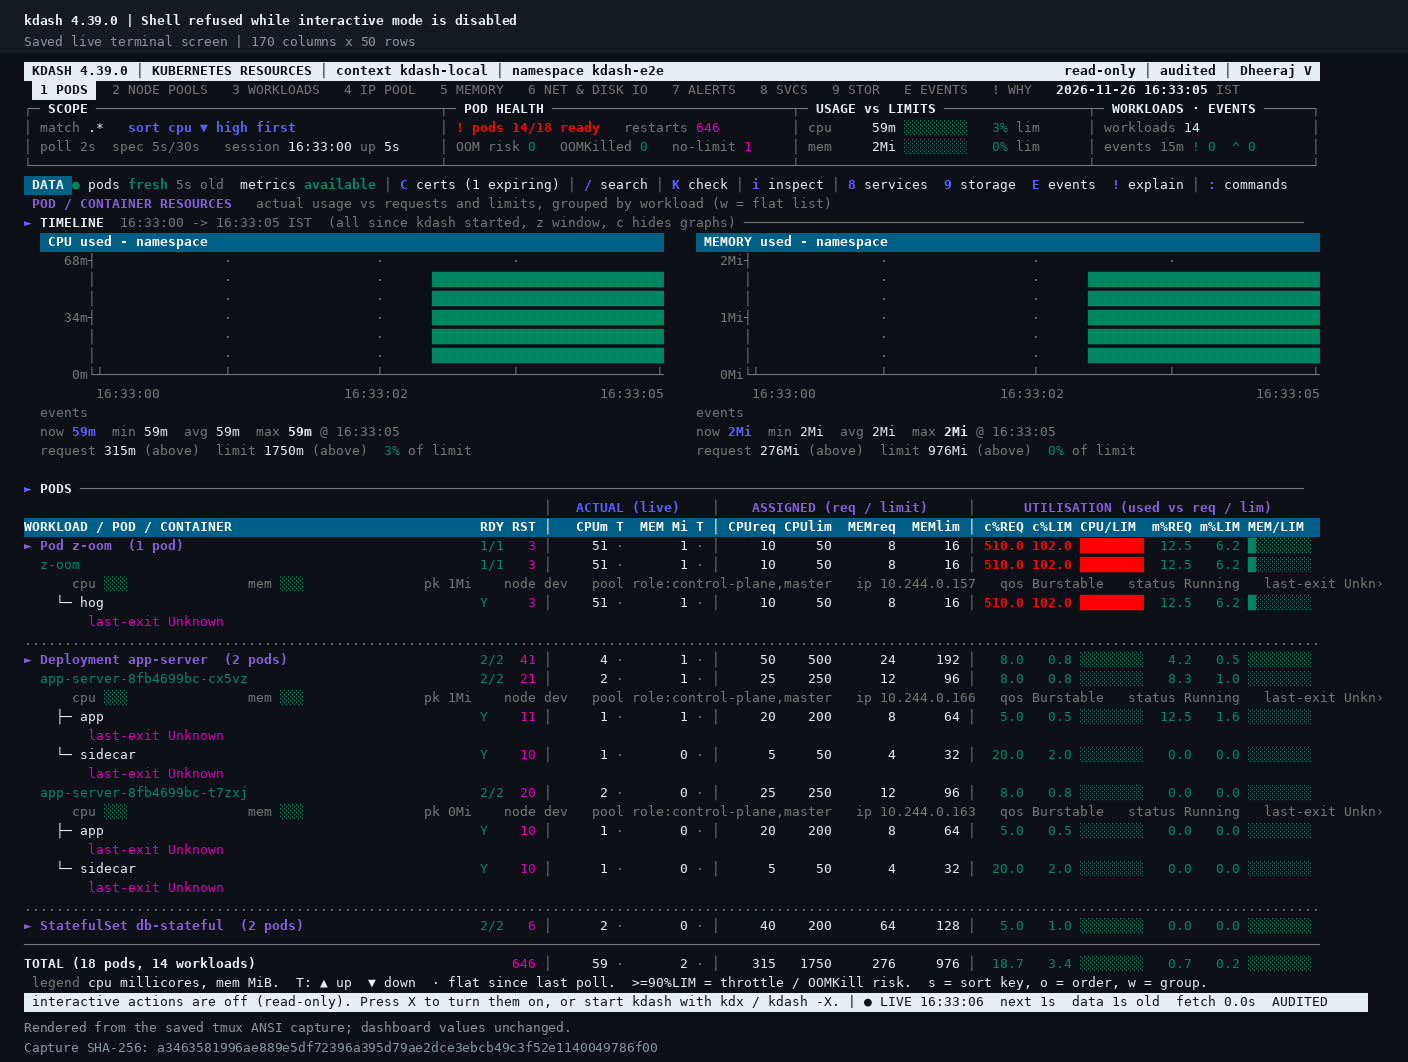 kdash 4.39.0 | Shell refused while interactive mode is disabled
Saved live terminal screen | 170 columns x 50 rows
KDASH 4.39.0 │ KUBERNETES RESOURCES │ context kdash-local │ namespace kdash-e2e read-only │ audited │ Dheeraj V
1 PODS 2 NODE POOLS 3 WORKLOADS 4 IP POOL 5 MEMORY 6 NET & DISK IO 7 ALERTS 8 SVCS 9 STOR E EVENTS ! WHY 2026-11-26 16:33:05 IST
SCOPE POD HEALTH USAGE vs LIMITS WORKLOADS · EVENTS
match .* sort cpu ▼ high first │ ! pods 14/18 ready restarts 646 │ cpu 59m 3% lim │ workloads 14
poll 2s spec 5s/30s session 16:33:00 up 5s │ OOM risk 0 OOMKilled 0 no-limit 1 │ mem 2Mi 0% lim │ events 15m ! 0 ^ 0
DATA ● pods fresh 5s old metrics available │ C certs (1 expiring) │ / search │ K check │ i inspect │ 8 services 9 storage E events ! explain │ : commands
POD / CONTAINER RESOURCES actual usage vs requests and limits, grouped by workload (w = flat list)
► TIMELINE 16:33:00 -> 16:33:05 IST (all since kdash started, z window, c hides graphs)
CPU used - namespace MEMORY used - namespace
68m 2Mi
34m 1Mi
0m 0Mi
16:33:00 16:33:02 16:33:05 16:33:00 16:33:02 16:33:05
events events
now 59m min 59m avg 59m max 59m @ 16:33:05 now 2Mi min 2Mi avg 2Mi max 2Mi @ 16:33:05
request 315m (above) limit 1750m (above) 3% of limit request 276Mi (above) limit 976Mi (above) 0% of limit
► PODS
│ ACTUAL (live) │ ASSIGNED (req / limit) │ UTILISATION (used vs req / lim)
WORKLOAD / POD / CONTAINER RDY RST │ CPUm T MEM Mi T │ CPUreq CPUlim MEMreq MEMlim │ c%REQ c%LIM CPU/LIM m%REQ m%LIM MEM/LIM
► Pod z-oom (1 pod) 1/1 3 │ 51 · 1 · │ 10 50 8 16 │ 510.0 102.0 12.5 6.2
z-oom 1/1 3 │ 51 · 1 · │ 10 50 8 16 │ 510.0 102.0 12.5 6.2
cpu mem pk 1Mi node dev pool role:control-plane,master ip 10.244.0.157 qos Burstable status Running last-exit Unkn›
└─ hog Y 3 │ 51 · 1 · │ 10 50 8 16 │ 510.0 102.0 12.5 6.2
last-exit Unknown
► Deployment app-server (2 pods) 2/2 41 │ 4 · 1 · │ 50 500 24 192 │ 8.0 0.8 4.2 0.5
app-server-8fb4699bc-cx5vz 2/2 21 │ 2 · 1 · │ 25 250 12 96 │ 8.0 0.8 8.3 1.0
cpu mem pk 1Mi node dev pool role:control-plane,master ip 10.244.0.166 qos Burstable status Running last-exit Unkn›
├─ app Y 11 │ 1 · 1 · │ 20 200 8 64 │ 5.0 0.5 12.5 1.6
last-exit Unknown
└─ sidecar Y 10 │ 1 · 0 · │ 5 50 4 32 │ 20.0 2.0 0.0 0.0
last-exit Unknown
app-server-8fb4699bc-t7zxj 2/2 20 │ 2 · 0 · │ 25 250 12 96 │ 8.0 0.8 0.0 0.0
cpu mem pk 0Mi node dev pool role:control-plane,master ip 10.244.0.163 qos Burstable status Running last-exit Unkn›
├─ app Y 10 │ 1 · 0 · │ 20 200 8 64 │ 5.0 0.5 0.0 0.0
last-exit Unknown
└─ sidecar Y 10 │ 1 · 0 · │ 5 50 4 32 │ 20.0 2.0 0.0 0.0
last-exit Unknown
► StatefulSet db-stateful (2 pods) 2/2 6 │ 2 · 0 · │ 40 200 64 128 │ 5.0 1.0 0.0 0.0
TOTAL (18 pods, 14 workloads) 646 │ 59 · 2 · │ 315 1750 276 976 │ 18.7 3.4 0.7 0.2
legend cpu millicores, mem MiB. T: ▲ up ▼ down · flat since last poll. >=90%LIM = throttle / OOMKill risk. s = sort key, o = order, w = group.
interactive actions are off (read-only). Press X to turn them on, or start kdash with kdx / kdash -X. | ● LIVE 16:33:06 next 1s data 1s old fetch 0.0s AUDITED
Rendered from the saved tmux ANSI capture; dashboard values unchanged.
Capture SHA-256: a3463581996ae889e5df72396a395d79ae2dce3ebcb49c3f52e1140049786f00